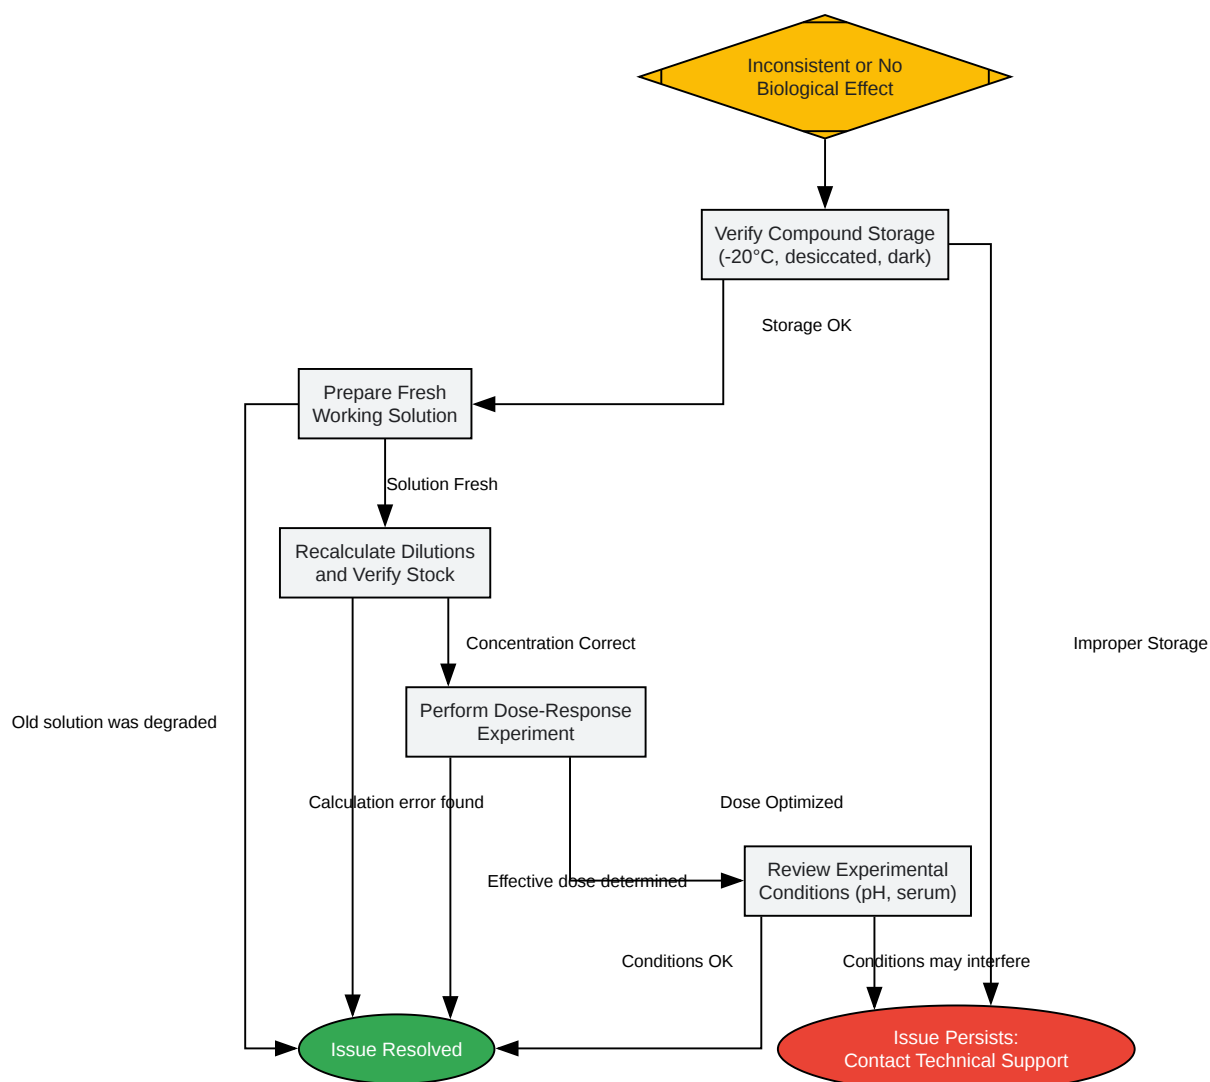 Inconsistent or No
Biological Effect
Verify Compound Storage
(-20°C, desiccated, dark)
Storage OK
Prepare Fresh
Working Solution
Solution Fresh
Recalculate Dilutions
and Verify Stock
Concentration Correct
Improper Storage
Perform Dose-Response
Experiment
Old solution was degraded
Calculation error found
Dose Optimized
Review Experimental
Conditions (pH, serum)
Effective dose determined
Conditions OK
Conditions may interfere
Issue Resolved
Issue Persists:
Contact Technical Support